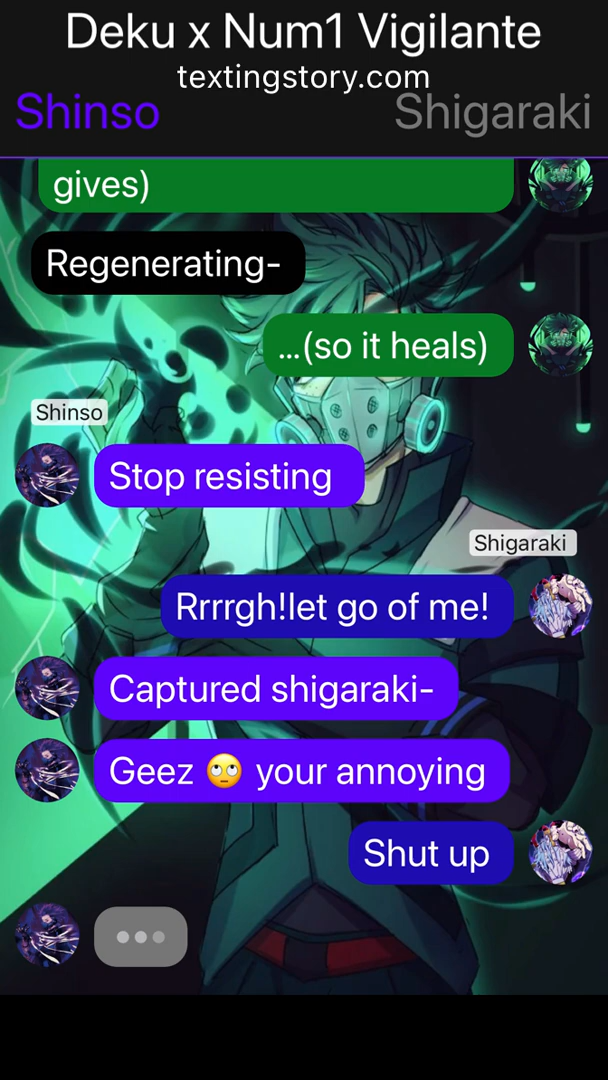 Deku x Num1 Vigilante
textingstory.com
Shinso
Shigaraki
gives)
Regenerating-
...(so it heals)
Shinso
Stop resisting
Shigaraki
Rrrrgh!let go of me!
Captured shigaraki-
Geez 🙄 your annoying
Shut up